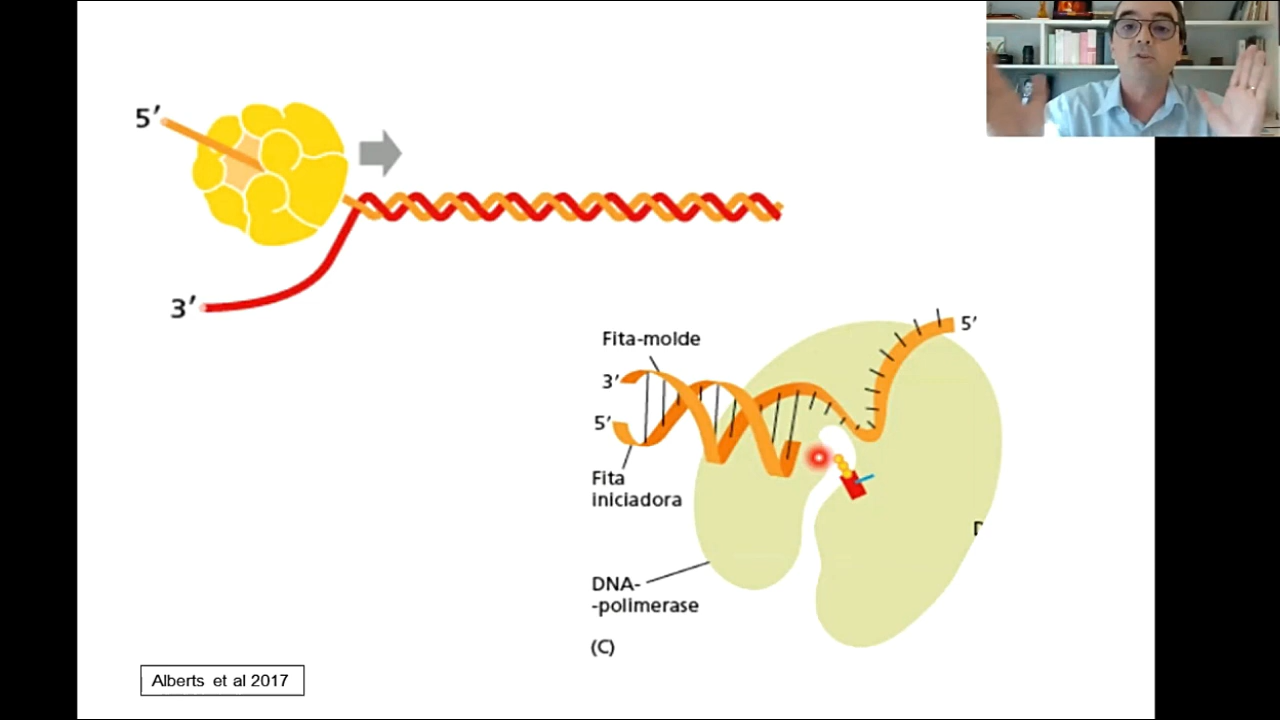 5′
3′
Fita-molde
3′
5′
5′
Fita
iniciadora
DNA-
-polimerase
(C)
Alberts et al 2017